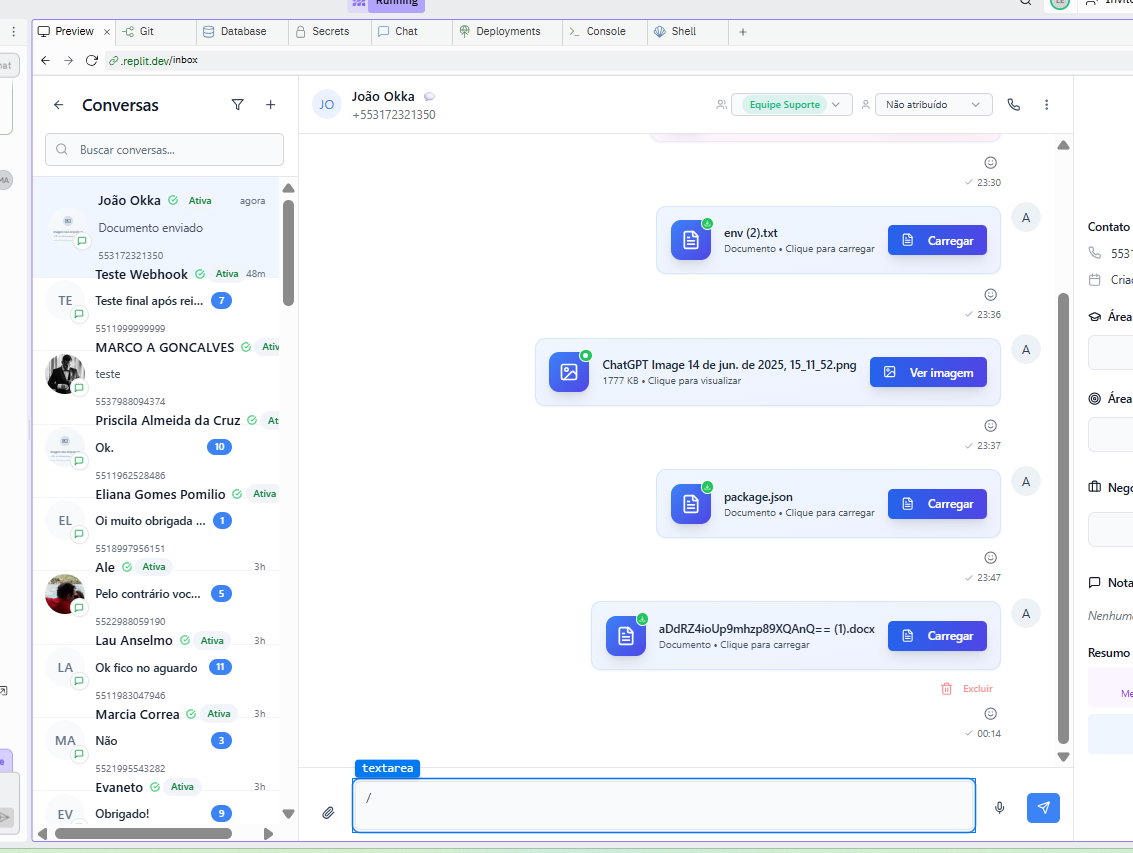 Running
Preview
Git
Database
Secrets
Chat
Deployments
Console
Shell
.replit.dev/inbox
Conversas
Buscar conversas...
João Okka Ativa agora
Documento enviado
553172321350
Teste Webhook Ativa 48m
TE Teste final após rei... 7
5511999999999
MARCO A GONCALVES Ativ
teste
5537988094374
Priscila Almeida da Cruz At
Ok. 10
5511962528486
Eliana Gomes Pomilio Ativa
EL Oi muito obrigada ... 1
5518997956151
Ale Ativa 3h
Pelo contrário voc... 5
5522988059190
Lau Anselmo Ativa 3h
LA Ok fico no aguardo 11
5511983047946
Marcia Correa Ativa 3h
MA Não 3
5521995543282
Evaneto Ativa 3h
EV Obrigado! 9
JO João Okka
+553172321350
Equipe Suporte
Não atribuído
23:30
A
env (2).txt
Documento • Clique para carregar
Carregar
23:36
A
ChatGPT Image 14 de jun. de 2025, 15_11_52.png
1777 KB • Clique para visualizar
Ver imagem
23:37
A
package.json
Documento • Clique para carregar
Carregar
23:47
A
aDdRZ4ioUp9mhzp89XQAnQ== (1).docx
Documento • Clique para carregar
Carregar
Excluir
00:14
textarea
/
Contato
5531
Criad
Área
Área
Nego
Nota
Nenhum
Resumo
Me